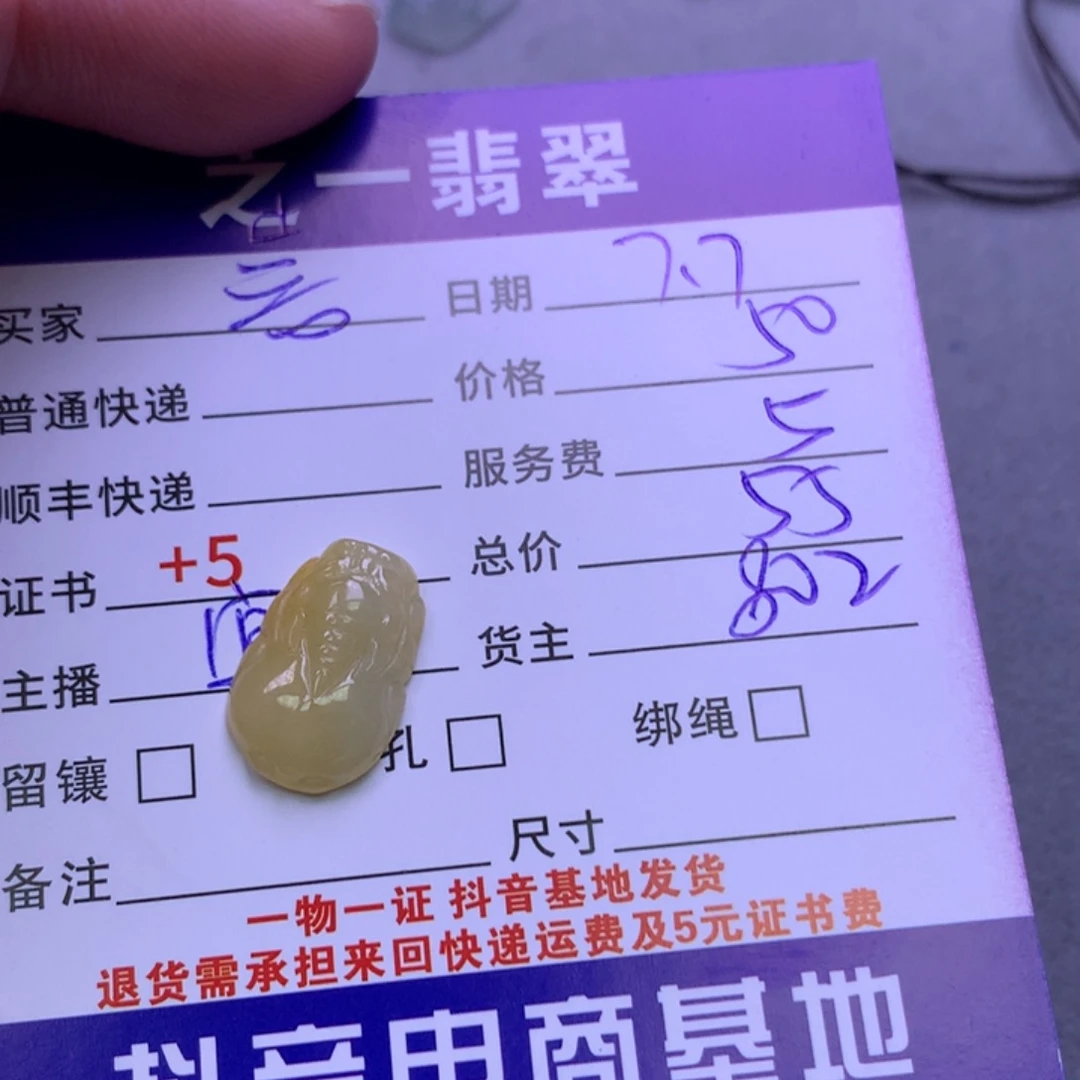 之一翡翠
买家 日期 7.7
普通快递 价格 50
顺丰快递 服务费 5
证书 +5 总价 55
主播 货主
留镶 孔 绑绳
备注 尺寸
一物一证 抖音基地发货
退货需承担来回快递运费及5元证书费
抖音电商基地